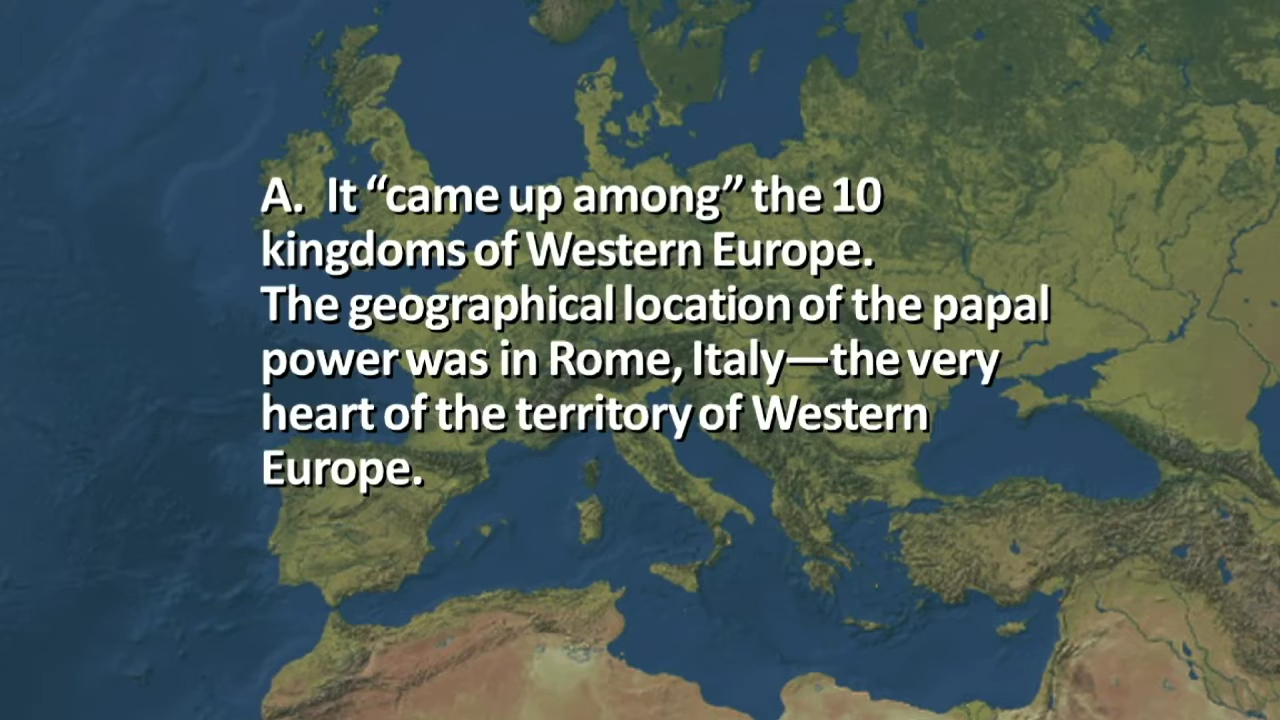 A. It “came up among” the 10
kingdoms of Western Europe.
The geographical location of the papal
power was in Rome, Italy—the very
heart of the territory of Western
Europe.